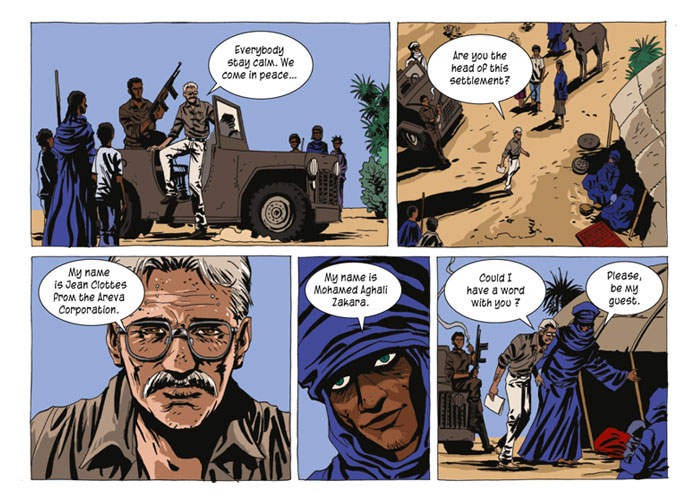 Everybody
stay calm. We
come in peace...
Are you the
head of this
settlement?
My name
is Jean Clottes
from the Areva
Corporation.
My name is
Mohamed Aghali
Zakara.
Could I
have a word
with you ?
Please,
be my
guest.